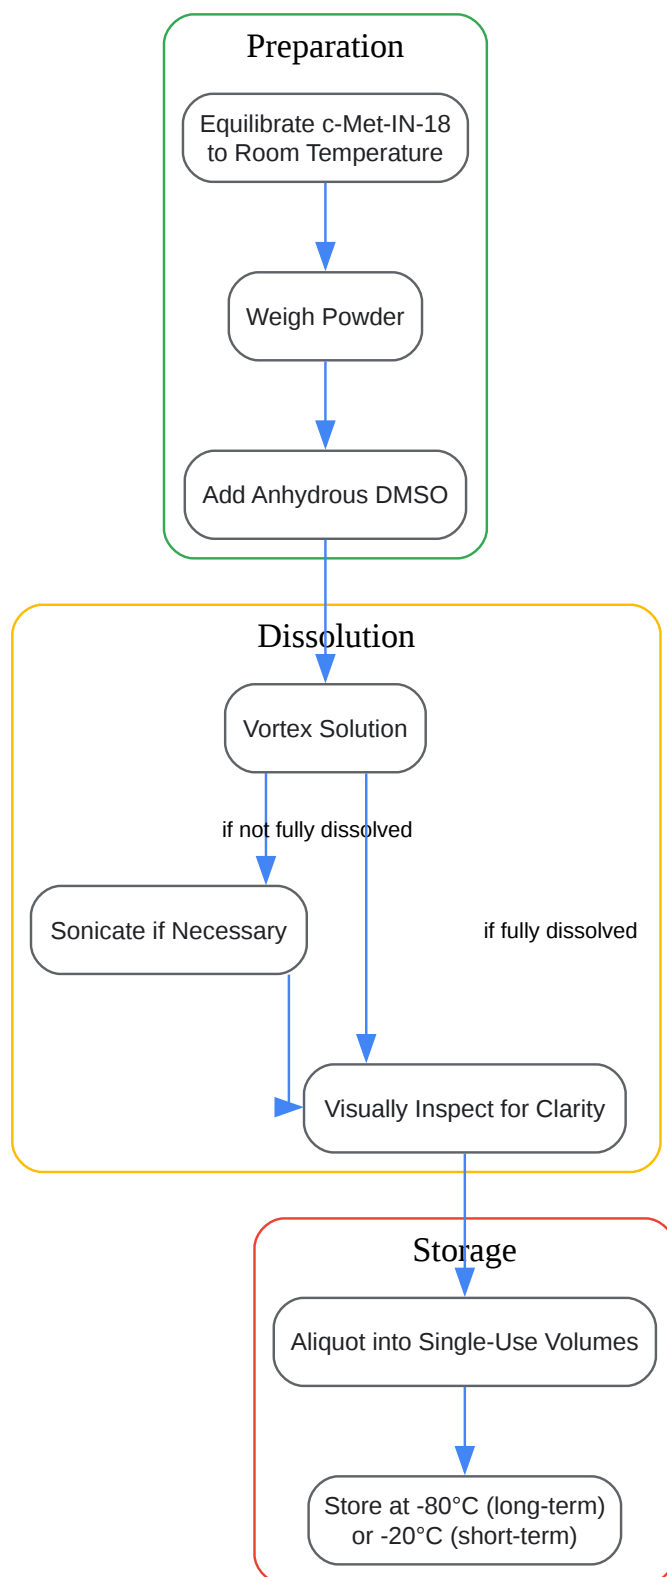 Preparation
Equilibrate c-Met-IN-18
to Room Temperature
Weigh Powder
Add Anhydrous DMSO
Dissolution
Vortex Solution
if not fully dissolved
Sonicate if Necessary
if fully dissolved
Visually Inspect for Clarity
Storage
Aliquot into Single-Use Volumes
Store at -80°C (long-term)
or -20°C (short-term)